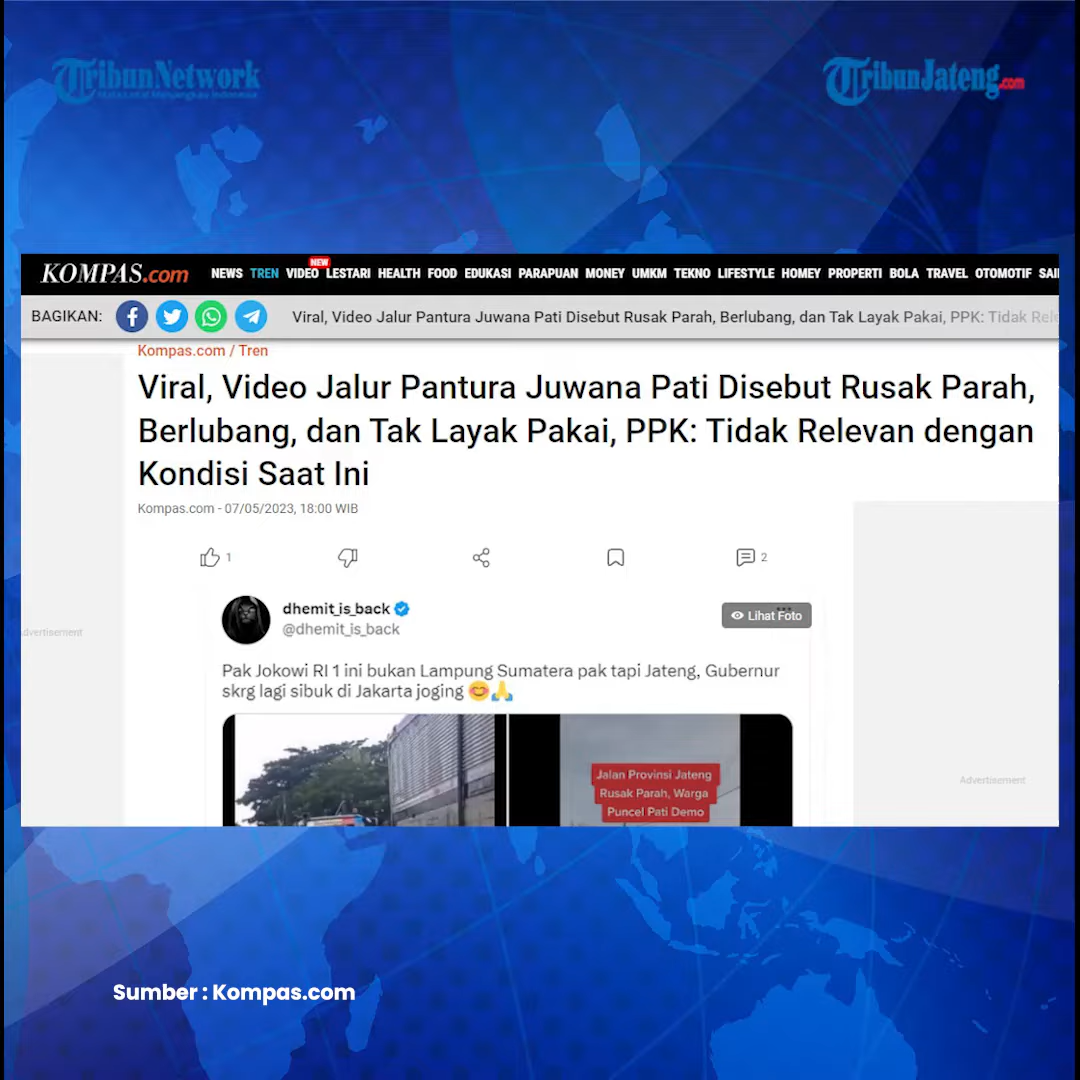 TribunNetwork
TribunJateng.com
KOMPAS.com
NEWS TREN VIDEO NEW LESTARI HEALTH FOOD EDUKASI PARAPUAN MONEY UMKM TEKNO LIFESTYLE HOMEY PROPERTI BOLA TRAVEL OTOMOTIF SAI
BAGIKAN:
Viral, Video Jalur Pantura Juwana Pati Disebut Rusak Parah, Berlubang, dan Tak Layak Pakai, PPK: Tidak Rele
Kompas.com / Tren
Viral, Video Jalur Pantura Juwana Pati Disebut Rusak Parah,
Berlubang, dan Tak Layak Pakai, PPK: Tidak Relevan dengan
Kondisi Saat Ini
Kompas.com - 07/05/2023, 18:00 WIB
1
2
dhemit_is_back
@dhemit_is_back
Lihat Foto
dvertisement
Pak Jokowi RI 1 ini bukan Lampung Sumatera pak tapi Jateng, Gubernur
skrg lagi sibuk di Jakarta joging 😊🙏
Jalan Provinsi Jateng
Rusak Parah, Warga
Puncel Pati Demo
Advertisement
Sumber : Kompas.com